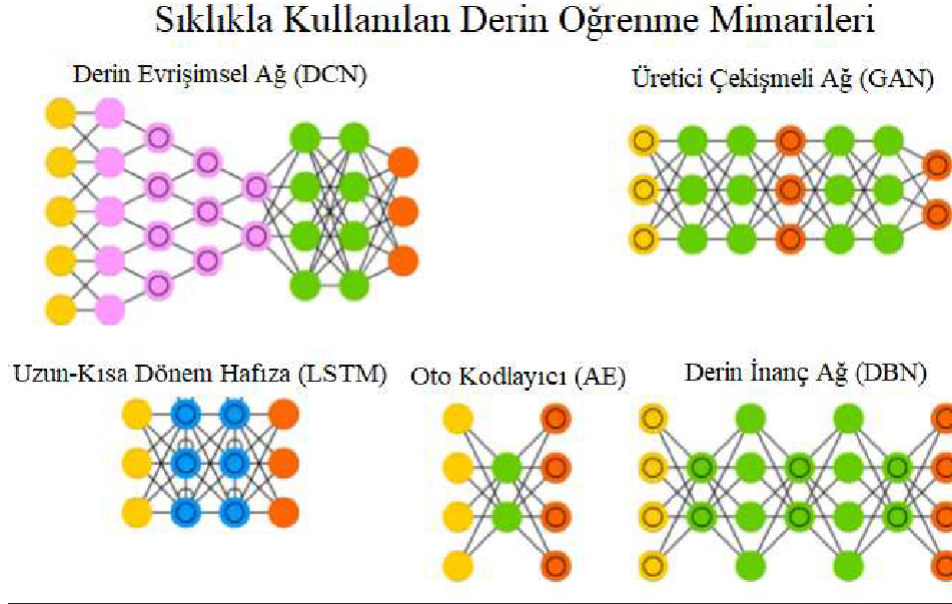 Sıklıkla Kullanılan Derin Oğrenme Mimarileri
Derin Evrişimsel Ağ (DCN)
Üretici Çekişmeli Ağ (GAN)
Uzun-Kısa Dönem Hafıza (LSTM)
Oto Kodlayıcı (AE)
Derin İnanç Ağ (DBN)